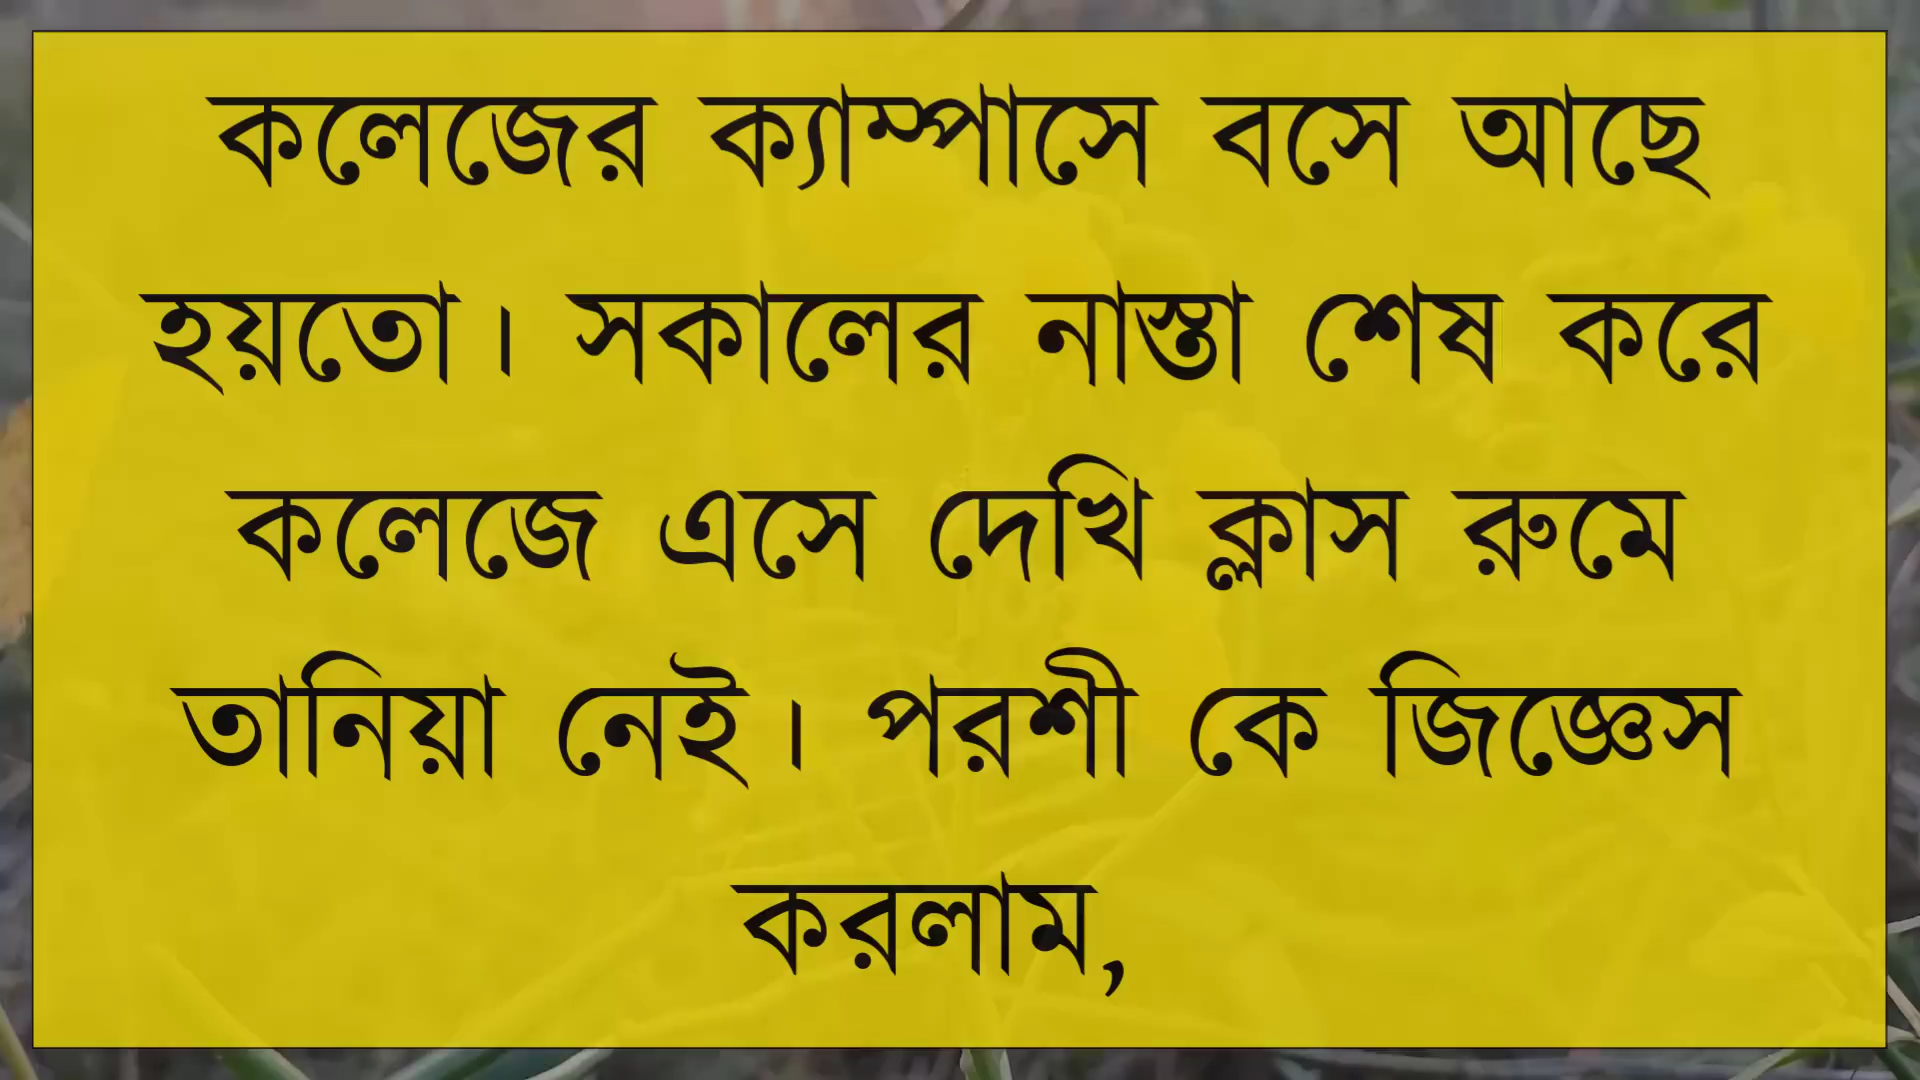 কলেজের ক্যাম্পাসে বসে আছে
হয়তো। সকালের নাস্তা শেষ করে
কলেজে এসে দেখি ক্লাস রুমে
তানিয়া নেই। পরশী কে জিজ্ঞেস
করলাম,